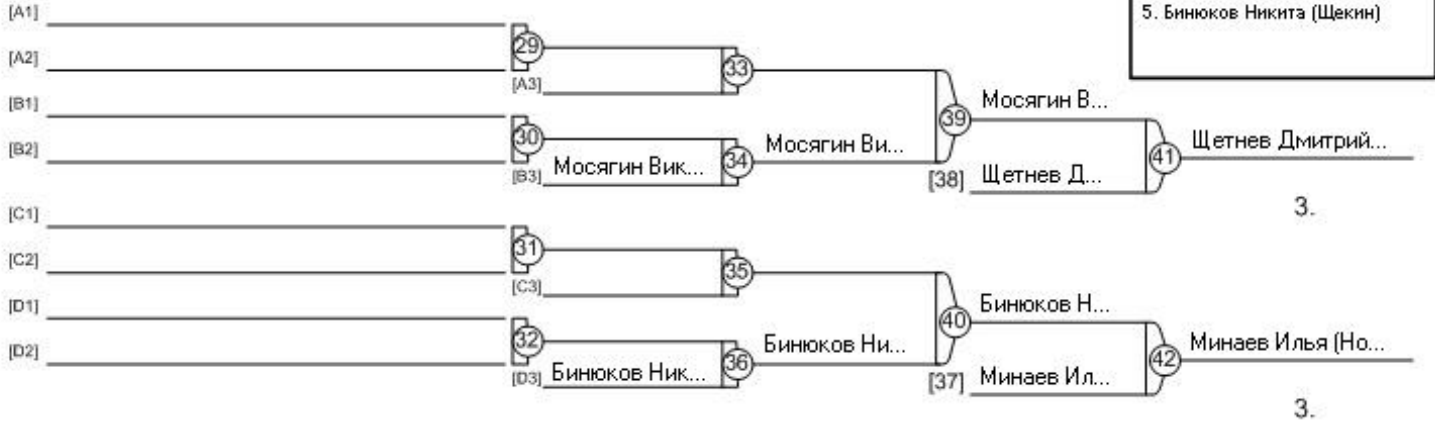 [A1]
5. Бинюков Никита (Щекин)
29
[A2]
33
[A3]
[B1]
Мосягин В...
39
30
Мосягин Ви...
Щетнев Дмитрий...
[B2]
34
41
Мосягин Вик...
[B3]
[38]
Щетнев Д...
3.
[C1]
31
[C2]
35
[C3]
[D1]
Бинюков Н...
40
32
Бинюков Ни...
Минаев Илья (Но...
[D2]
36
42
Бинюков Ник...
[D3]
[37]
Минаев Ил...
3.